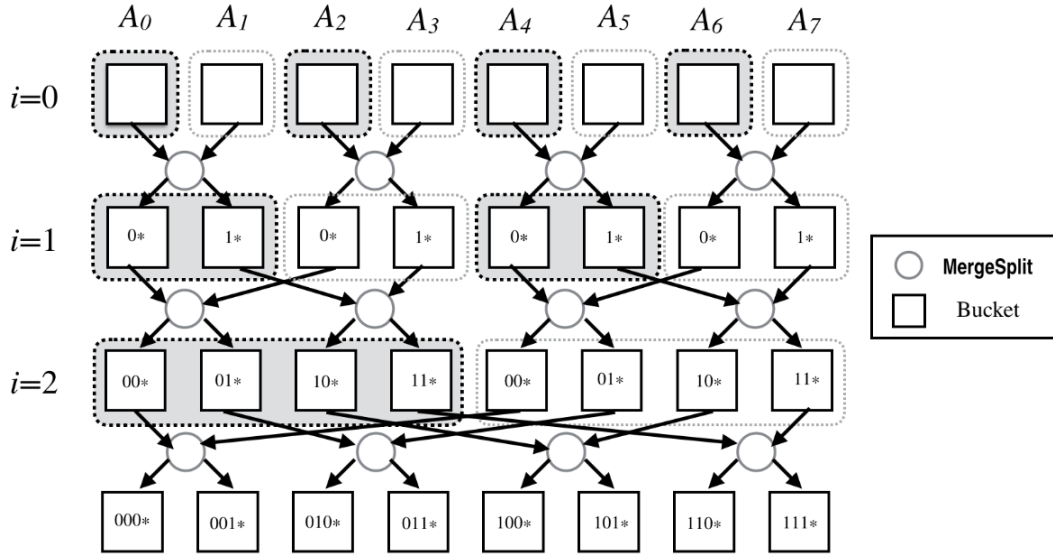 A0 A1 A2 A3 A4 A5 A6 A7
i=0
i=1 0* 1* 0* 1* 0* 1* 0* 1*
MergeSplit
Bucket
i=2 00* 01* 10* 11* 00* 01* 10* 11*
000* 001* 010* 011* 100* 101* 110* 111*